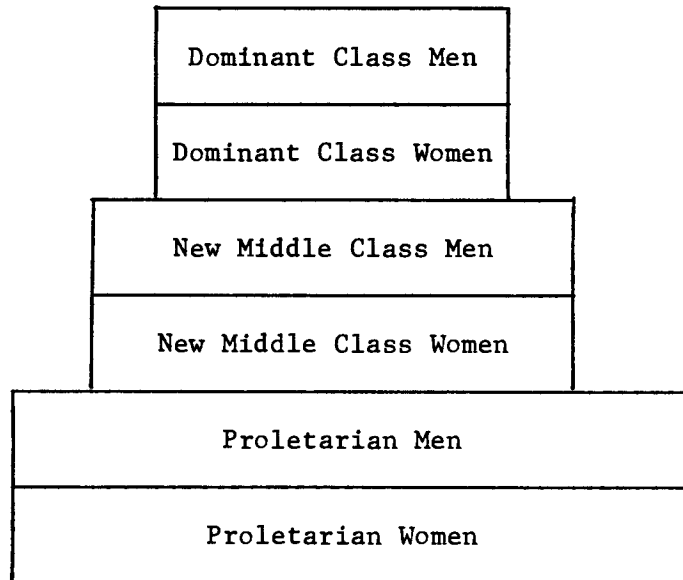 Dominant Class Men
Dominant Class Women
New Middle Class Men
New Middle Class Women
Proletarian Men
Proletarian Women